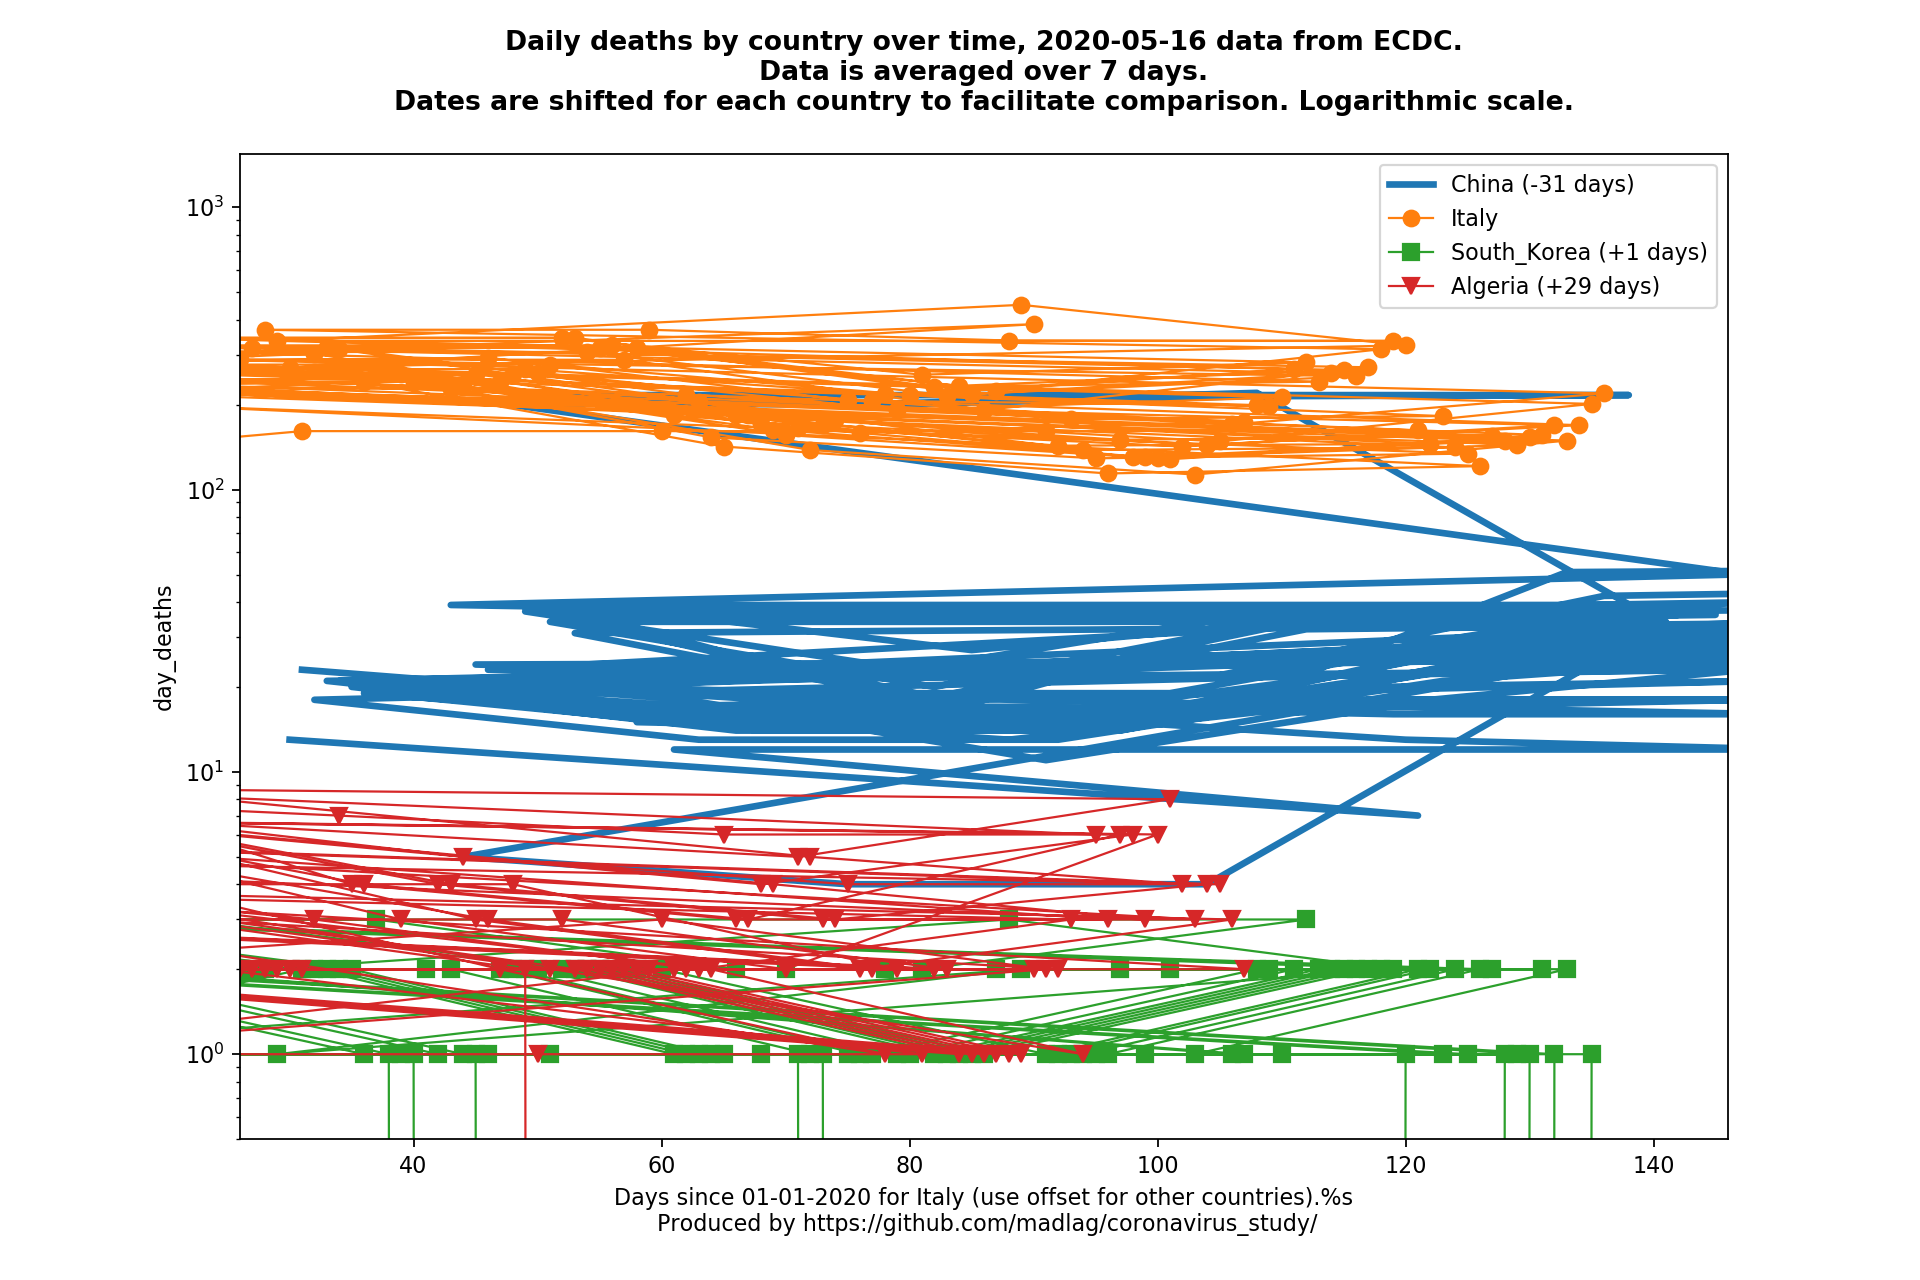 Daily deaths by country over time, 2020-05-16 data from ECDC.
Data is averaged over 7 days.
Dates are shifted for each country to facilitate comparison. Logarithmic scale.
China (-31 days)
Italy
South_Korea (+1 days)
Algeria (+29 days)
day_deaths
10³
10²
10¹
10⁰
40 60 80 100 120 140
Days since 01-01-2020 for Italy (use offset for other countries).%s
Produced by https://github.com/madlag/coronavirus_study/